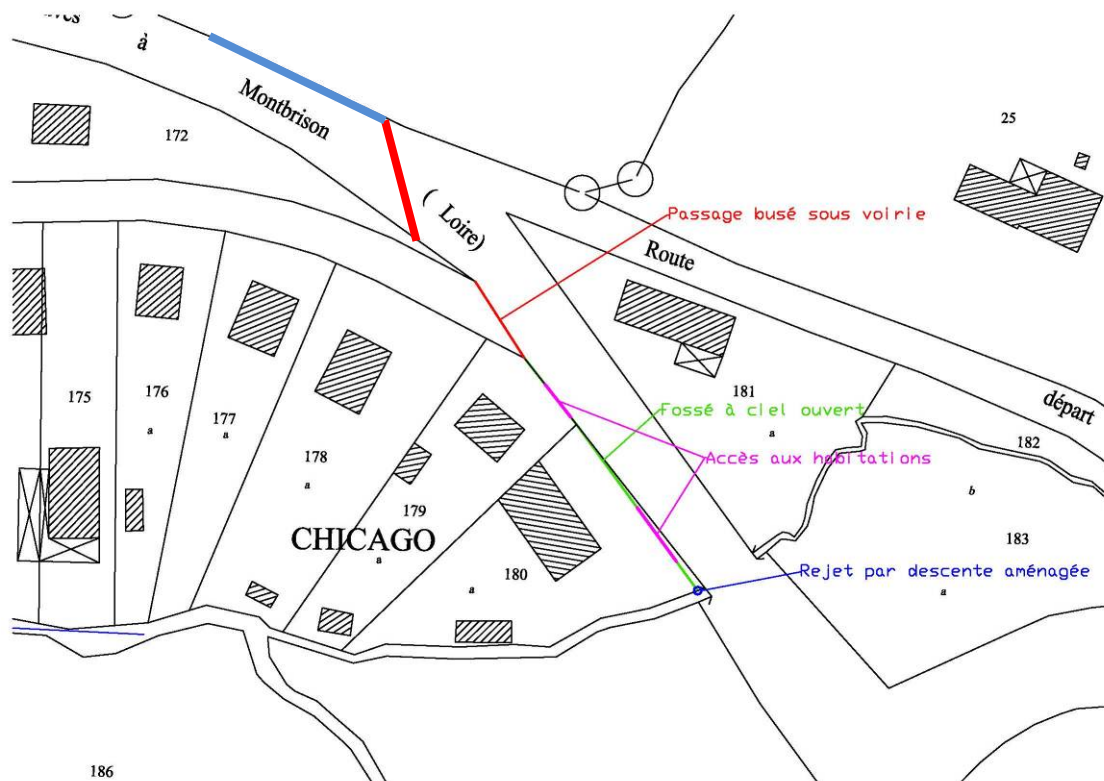 à
Montbrison
172
25
( Loire)
Passage busé sous voirie
Route
175
176
a
177
a
178
a
181
a
Fossé à ciel ouvert
départ
182
Accès aux habitations
b
179
CHICAGO
a
180
a
183
a
Rejet par descente aménagée
186